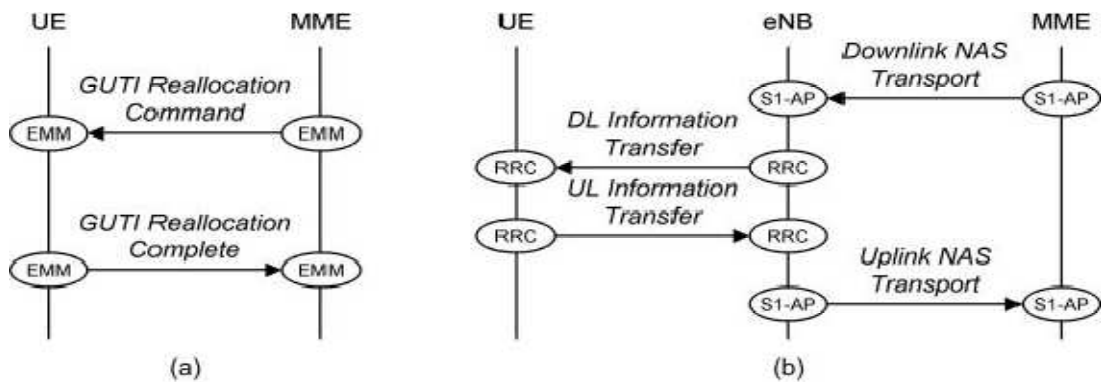 UE MME
GUTI Reallocation
Command
EMM EMM
GUTI Reallocation
Complete
EMM EMM
(a)
UE eNB MME
Downlink NAS
Transport
S1-AP S1-AP
DL Information
Transfer
RRC RRC
UL Information
Transfer
RRC RRC
Uplink NAS
Transport
S1-AP S1-AP
(b)